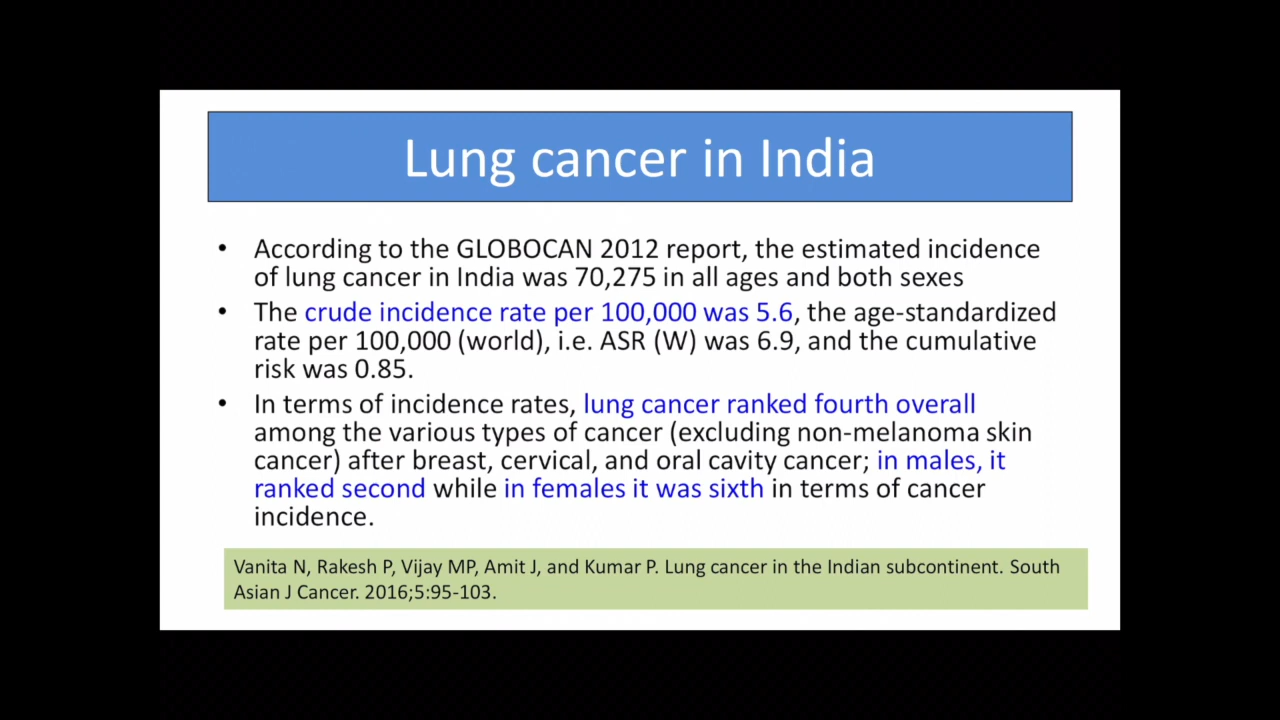 Lung cancer in India
• According to the GLOBOCAN 2012 report, the estimated incidence
of lung cancer in India was 70,275 in all ages and both sexes
• The crude incidence rate per 100,000 was 5.6, the age-standardized
rate per 100,000 (world), i.e. ASR (W) was 6.9, and the cumulative
risk was 0.85.
• In terms of incidence rates, lung cancer ranked fourth overall
among the various types of cancer (excluding non-melanoma skin
cancer) after breast, cervical, and oral cavity cancer; in males, it
ranked second while in females it was sixth in terms of cancer
incidence.
Vanita N, Rakesh P, Vijay MP, Amit J, and Kumar P. Lung cancer in the Indian subcontinent. South
Asian J Cancer. 2016;5:95-103.